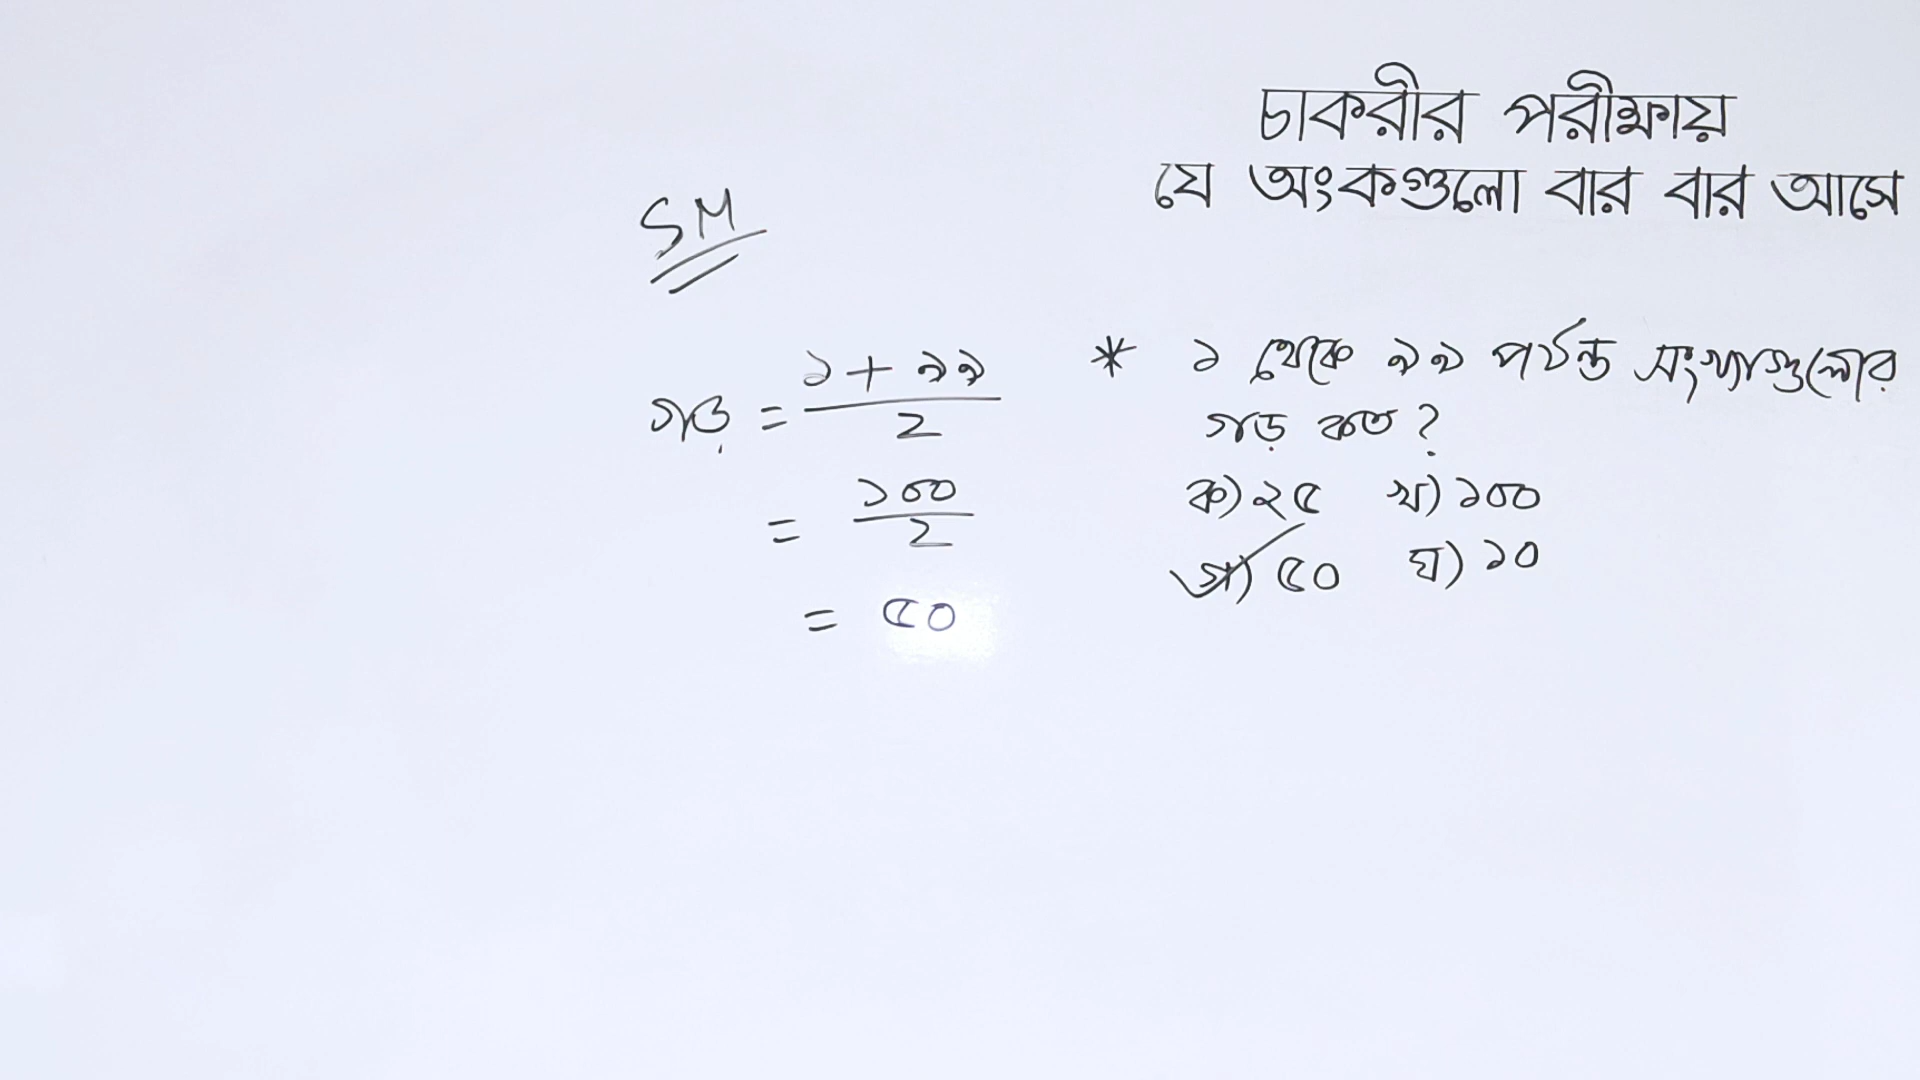 চাকরীর পরীক্ষায়
যে অংকগুলো বার বার আসে
* ১ থেকে ৯৯ পর্যন্ত সংখ্যাগুলোর
গড় কত ?
ক) ২৫ খ) ১০০
গ) ৫০ ঘ) ১০
SM
গড় = ১ + ৯৯ / 2
= ১০০ / 2
= ৫০